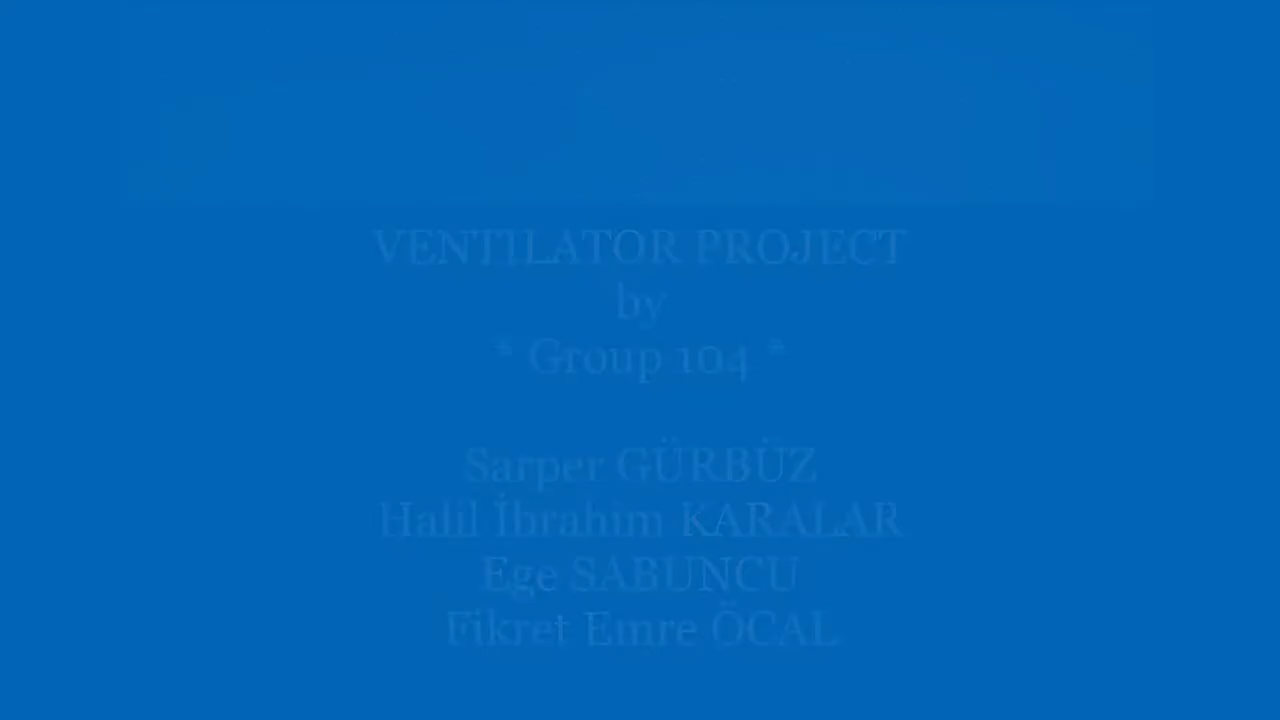 VENTILATOR PROJECT
by
* Group 104 *
Sarper GÜRBÜZ
Halil İbrahim KARALAR
Ege SABUNCU
Fikret Emre ÖCAL